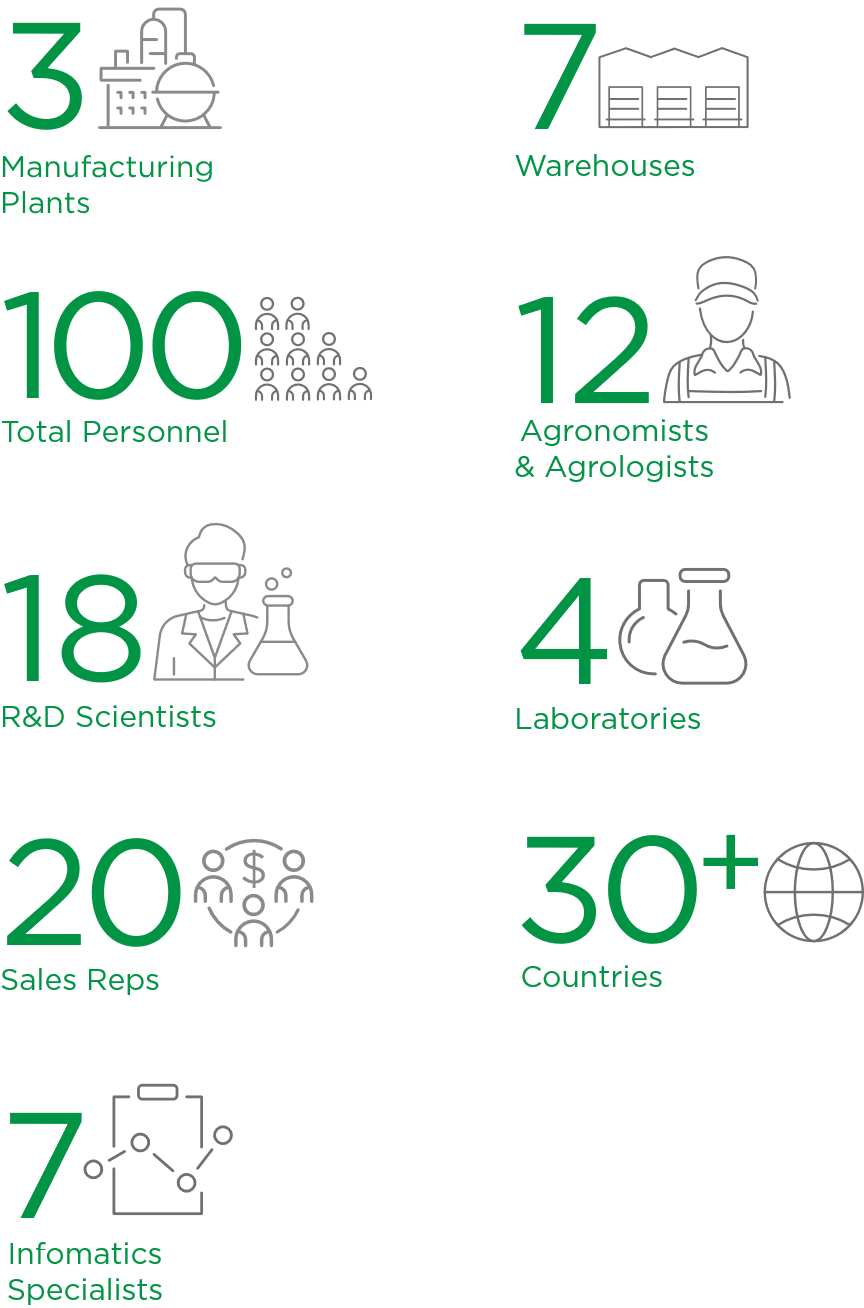 3
Manufacturing
Plants
7
Warehouses
100
Total Personnel
12
Agronomists
& Agrologists
18
R&D Scientists
4
Laboratories
20
$
Sales Reps
30+
Countries
7
Infomatics
Specialists